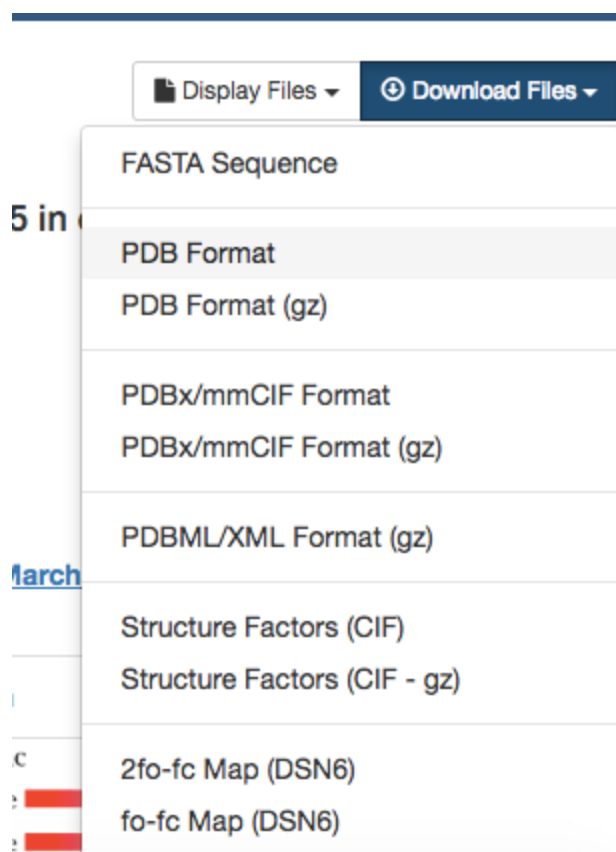 Display Files Download Files
FASTA Sequence
5 in
PDB Format
PDB Format (gz)
PDBx/mmCIF Format
PDBx/mmCIF Format (gz)
PDBML/XML Format (gz)
March
Structure Factors (CIF)
Structure Factors (CIF - gz)
2fo-fc Map (DSN6)
fo-fc Map (DSN6)